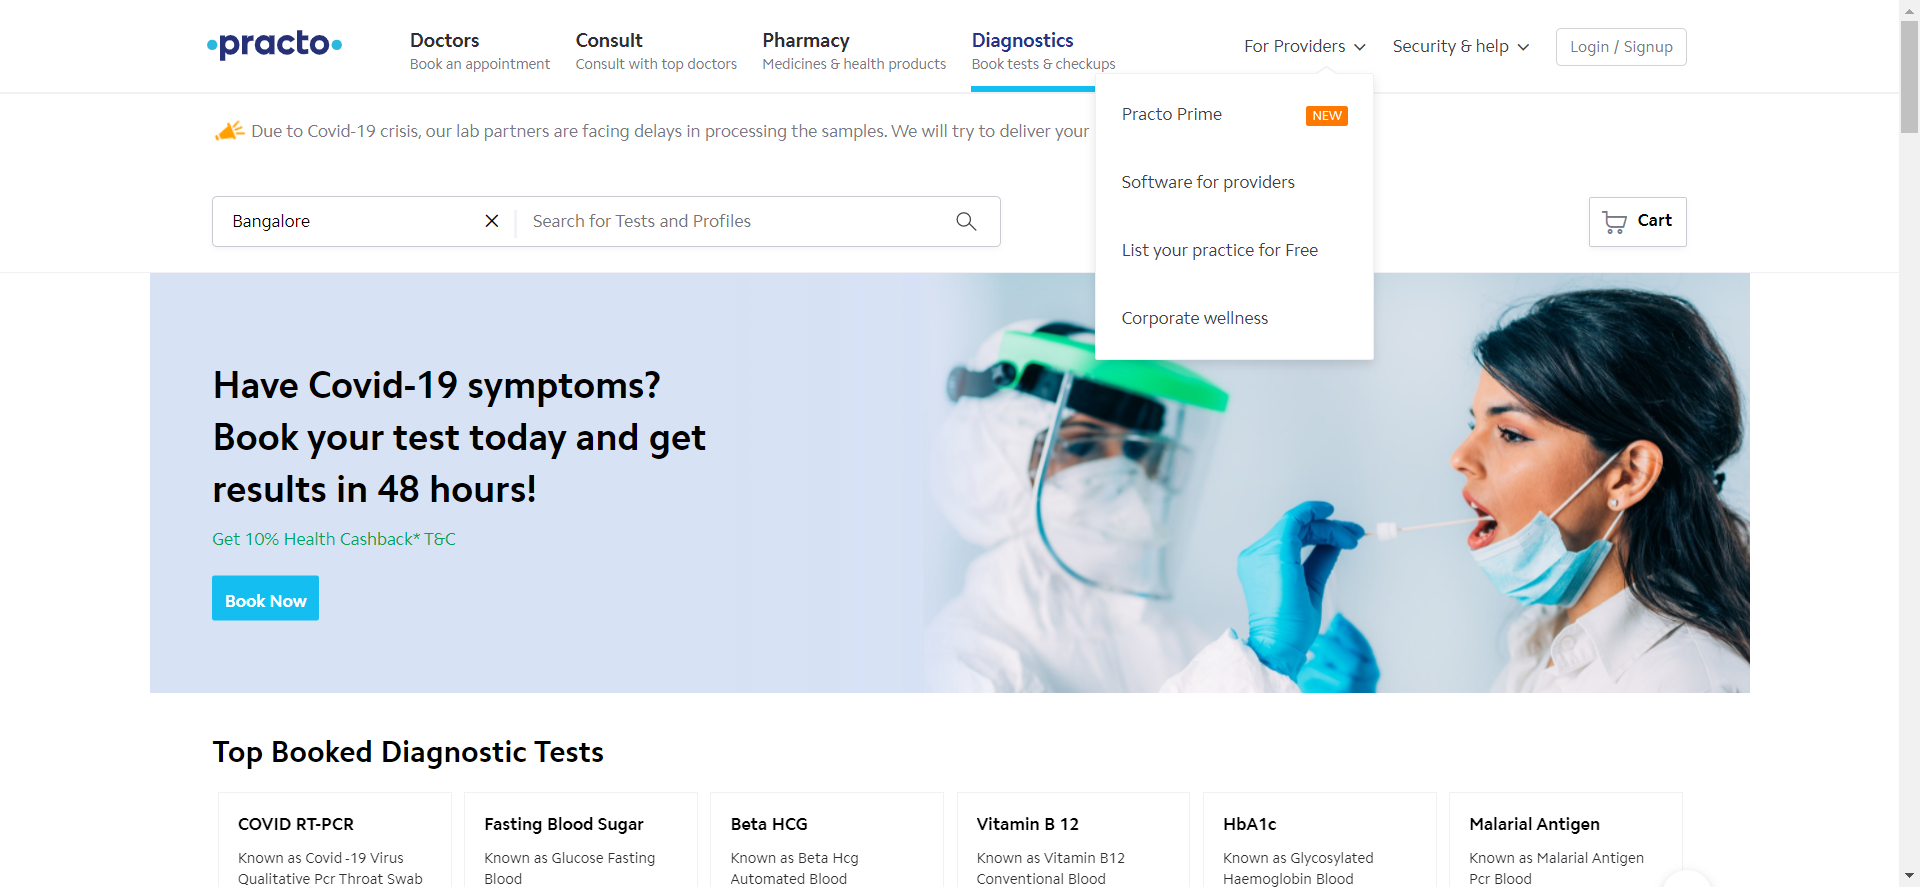 practo
Doctors
Book an appointment
Consult
Consult with top doctors
Pharmacy
Medicines & health products
Diagnostics
Book tests & checkups
For Providers
Security & help
Login / Signup
Practo Prime
NEW
Software for providers
List your practice for Free
Corporate wellness
Due to Covid-19 crisis, our lab partners are facing delays in processing the samples. We will try to deliver your
Bangalore
Search for Tests and Profiles
Cart
Have Covid-19 symptoms?
Book your test today and get
results in 48 hours!
Get 10% Health Cashback* T&C
Book Now
Top Booked Diagnostic Tests
COVID RT-PCR
Known as Covid -19 Virus
Qualitative Pcr Throat Swab
Fasting Blood Sugar
Known as Glucose Fasting
Blood
Beta HCG
Known as Beta Hcg
Automated Blood
Vitamin B 12
Known as Vitamin B12
Conventional Blood
HbA1c
Known as Glycosylated
Haemoglobin Blood
Malarial Antigen
Known as Malarial Antigen
Pcr Blood